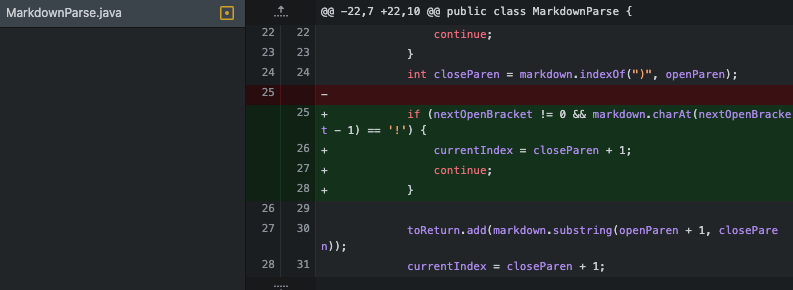 MarkdownParse.java
@@ -22,7 +22,10 @@ public class MarkdownParse {
22 22 continue;
23 23 }
24 24 int closeParen = markdown.indexOf(")", openParen);
25 -
25 + if (nextOpenBracket != 0 && markdown.charAt(nextOpenBracke
t - 1) == '!') {
26 + currentIndex = closeParen + 1;
27 + continue;
28 + }
26 29
27 30 toReturn.add(markdown.substring(openParen + 1, closePare
n));
28 31 currentIndex = closeParen + 1;